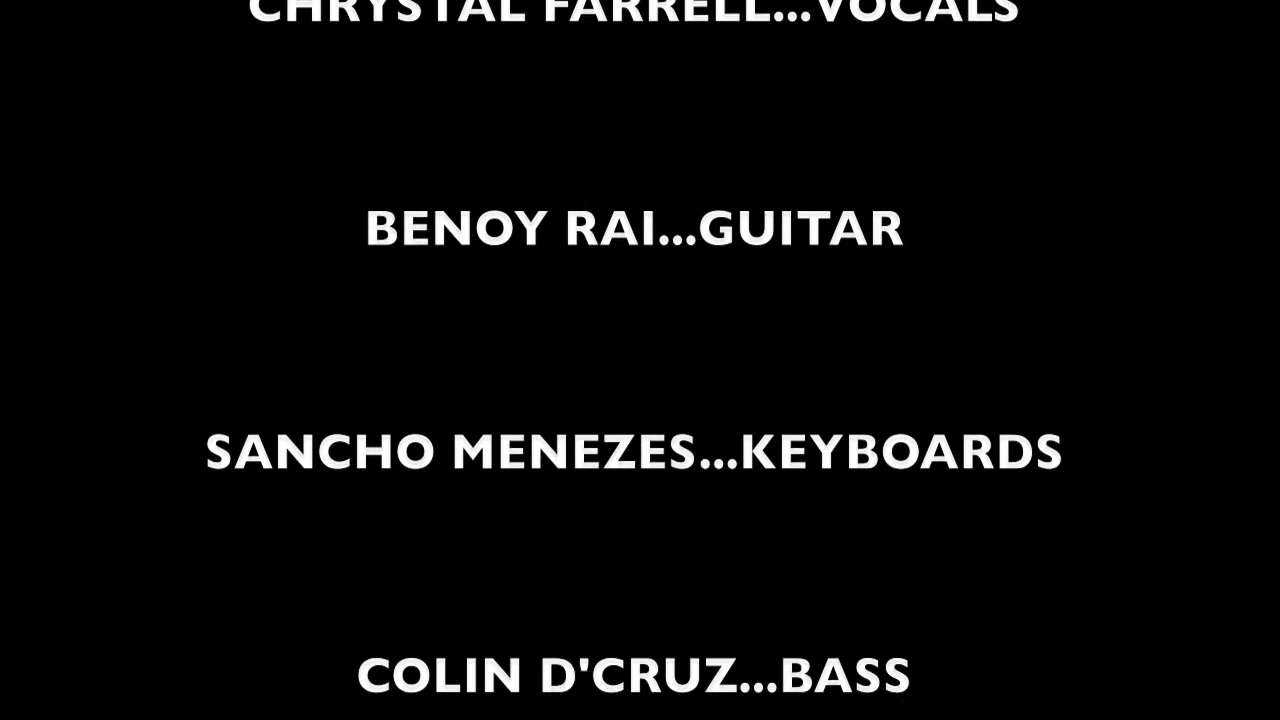 CHRYSTAL FARRELL...VOCALS
BENOY RAI...GUITAR
SANCHO MENEZES...KEYBOARDS
COLIN D'CRUZ...BASS